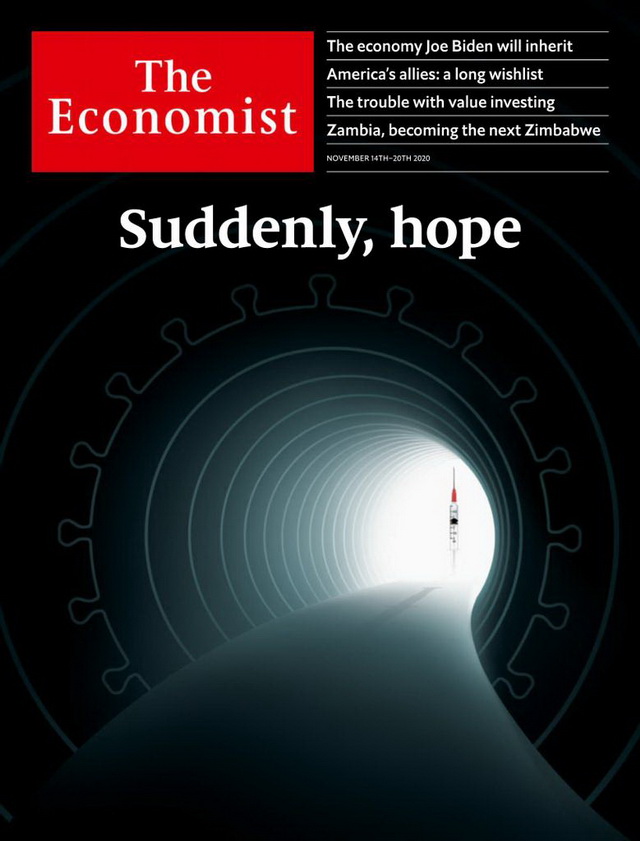 The
Economist
The economy Joe Biden will inherit
America's allies: a long wishlist
The trouble with value investing
Zambia, becoming the next Zimbabwe
NOVEMBER 14TH–20TH 2020
Suddenly, hope